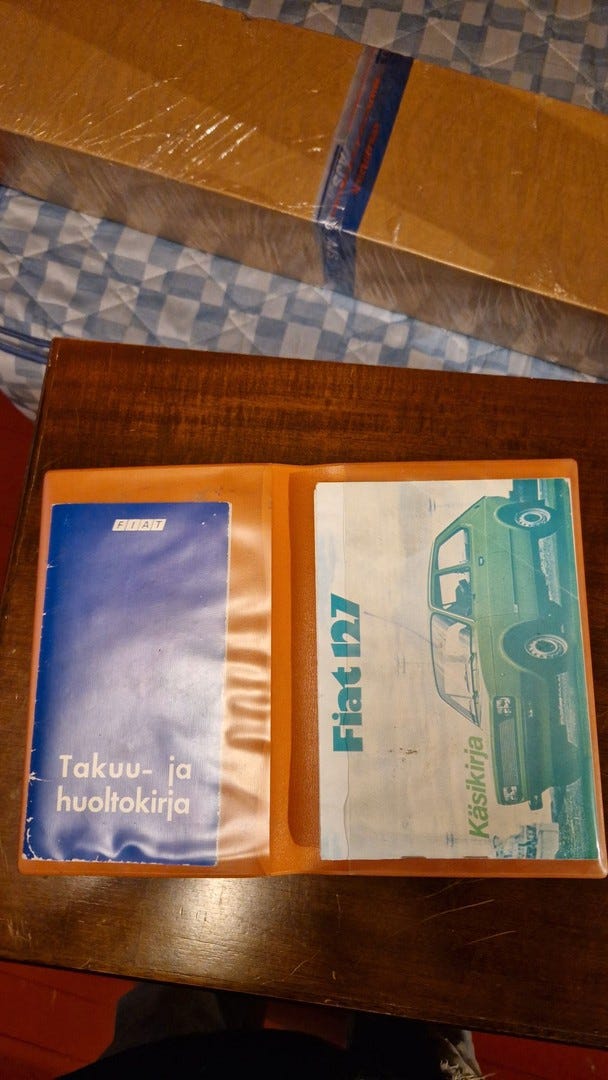 FIAT
Takuu- ja
huoltokirja
Fiat 127
Käsikirja